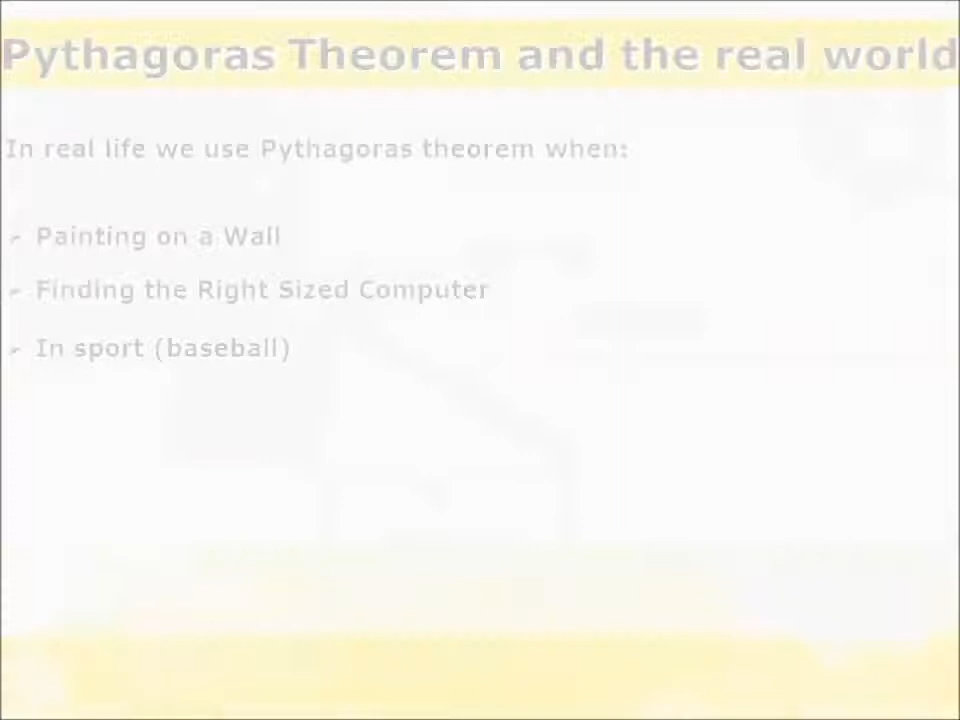 Pythagoras Theorem and the real world
In real life we use Pythagoras theorem when:
Painting on a Wall
Finding the Right Sized Computer
In sport (baseball)